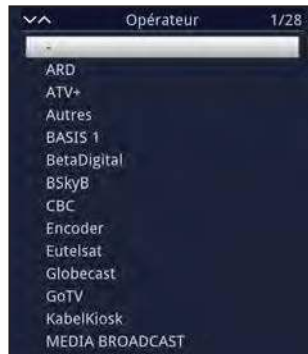 Opérateur 1/28
-
ARD
ATV+
Autres
BASIS 1
BetaDigital
BSkyB
CBC
Encoder
Eutelsat
Globecast
GoTV
KabelKiosk
MEDIA BROADCAST